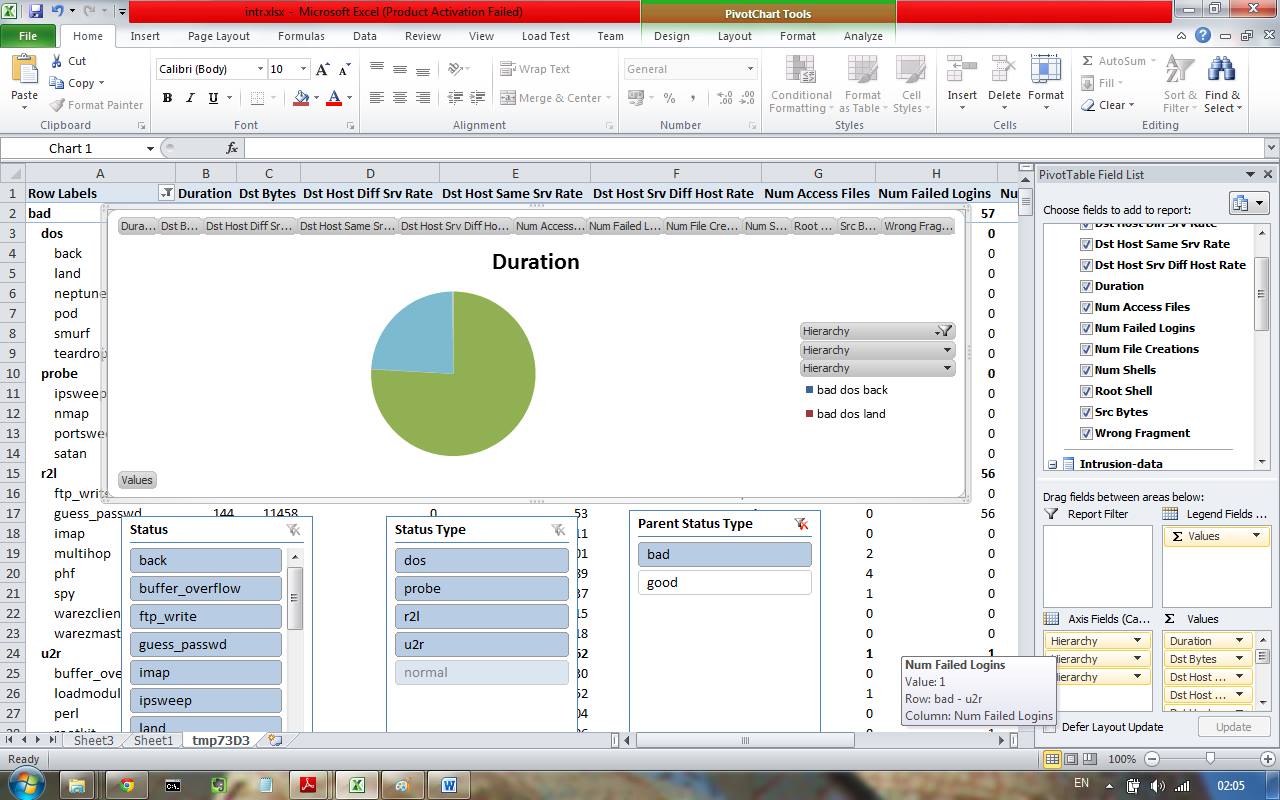 intr.xlsx - Microsoft Excel (Product Activation Failed)
PivotChart Tools
File Home Insert Page Layout Formulas Data Review View Load Test Team Design Layout Format Analyze
Cut
Copy
Format Painter
Paste
Clipboard
Calibri (Body) 10
B I U
Font
Wrap Text
Merge & Center
Alignment
General
Number
Conditional Formatting
Format as Table
Cell Styles
Styles
Insert Delete Format
Cells
AutoSum
Fill
Clear
Sort & Filter
Find & Select
Editing
Chart 1
fx
A B C D E F G H
1 Row Labels Duration Dst Bytes Dst Host Diff Srv Rate Dst Host Same Srv Rate Dst Host Srv Diff Host Rate Num Access Files Num Failed Logins
2 bad 57
3 dos 0
4 back 0
5 land 0
6 neptune 0
7 pod 0
8 smurf 0
9 teardrop 0
10 probe 0
11 ipsweep 0
12 nmap 0
13 portswee 0
14 satan 0
15 r2l 56
16 ftp_write 0
17 guess_passwd 144 11458 0 53 0 56
18 imap 11 0 0
19 multihop 01 2 0
20 phf 39 4 0
21 spy 37 1 0
22 warezclien 15 0 0
23 warezmast 18 0 0
24 u2r 52 1 1
25 buffer_ove 30 0
26 loadmodul 52 1
27 perl 04 0
Dura... Dst B... Dst Host Diff Sr... Dst Host Same Sr... Dst Host Srv Diff Ho... Num Access... Num Failed L... Num File Cre... Num S... Root ... Src B... Wrong Frag...
Duration
Hierarchy
Hierarchy
Hierarchy
bad dos back
bad dos land
Values
Status
back
buffer_overflow
ftp_write
guess_passwd
imap
ipsweep
land
Status Type
dos
probe
r2l
u2r
normal
Parent Status Type
bad
good
Num Failed Logins
Value: 1
Row: bad - u2r
Column: Num Failed Logins
PivotTable Field List
Choose fields to add to report:
Dst Host Diff Srv Rate
Dst Host Same Srv Rate
Dst Host Srv Diff Host Rate
Duration
Num Access Files
Num Failed Logins
Num File Creations
Num Shells
Root Shell
Src Bytes
Wrong Fragment
Intrusion-data
Drag fields between areas below:
Report Filter
Legend Fields ...
Σ Values
Axis Fields (Ca...
Σ Values
Hierarchy
Hierarchy
Hierarchy
Duration
Dst Bytes
Dst Host ...
Dst Host ...
Defer Layout Update
Update
Sheet3 Sheet1 tmp73D3
Ready
100%
EN
02:05